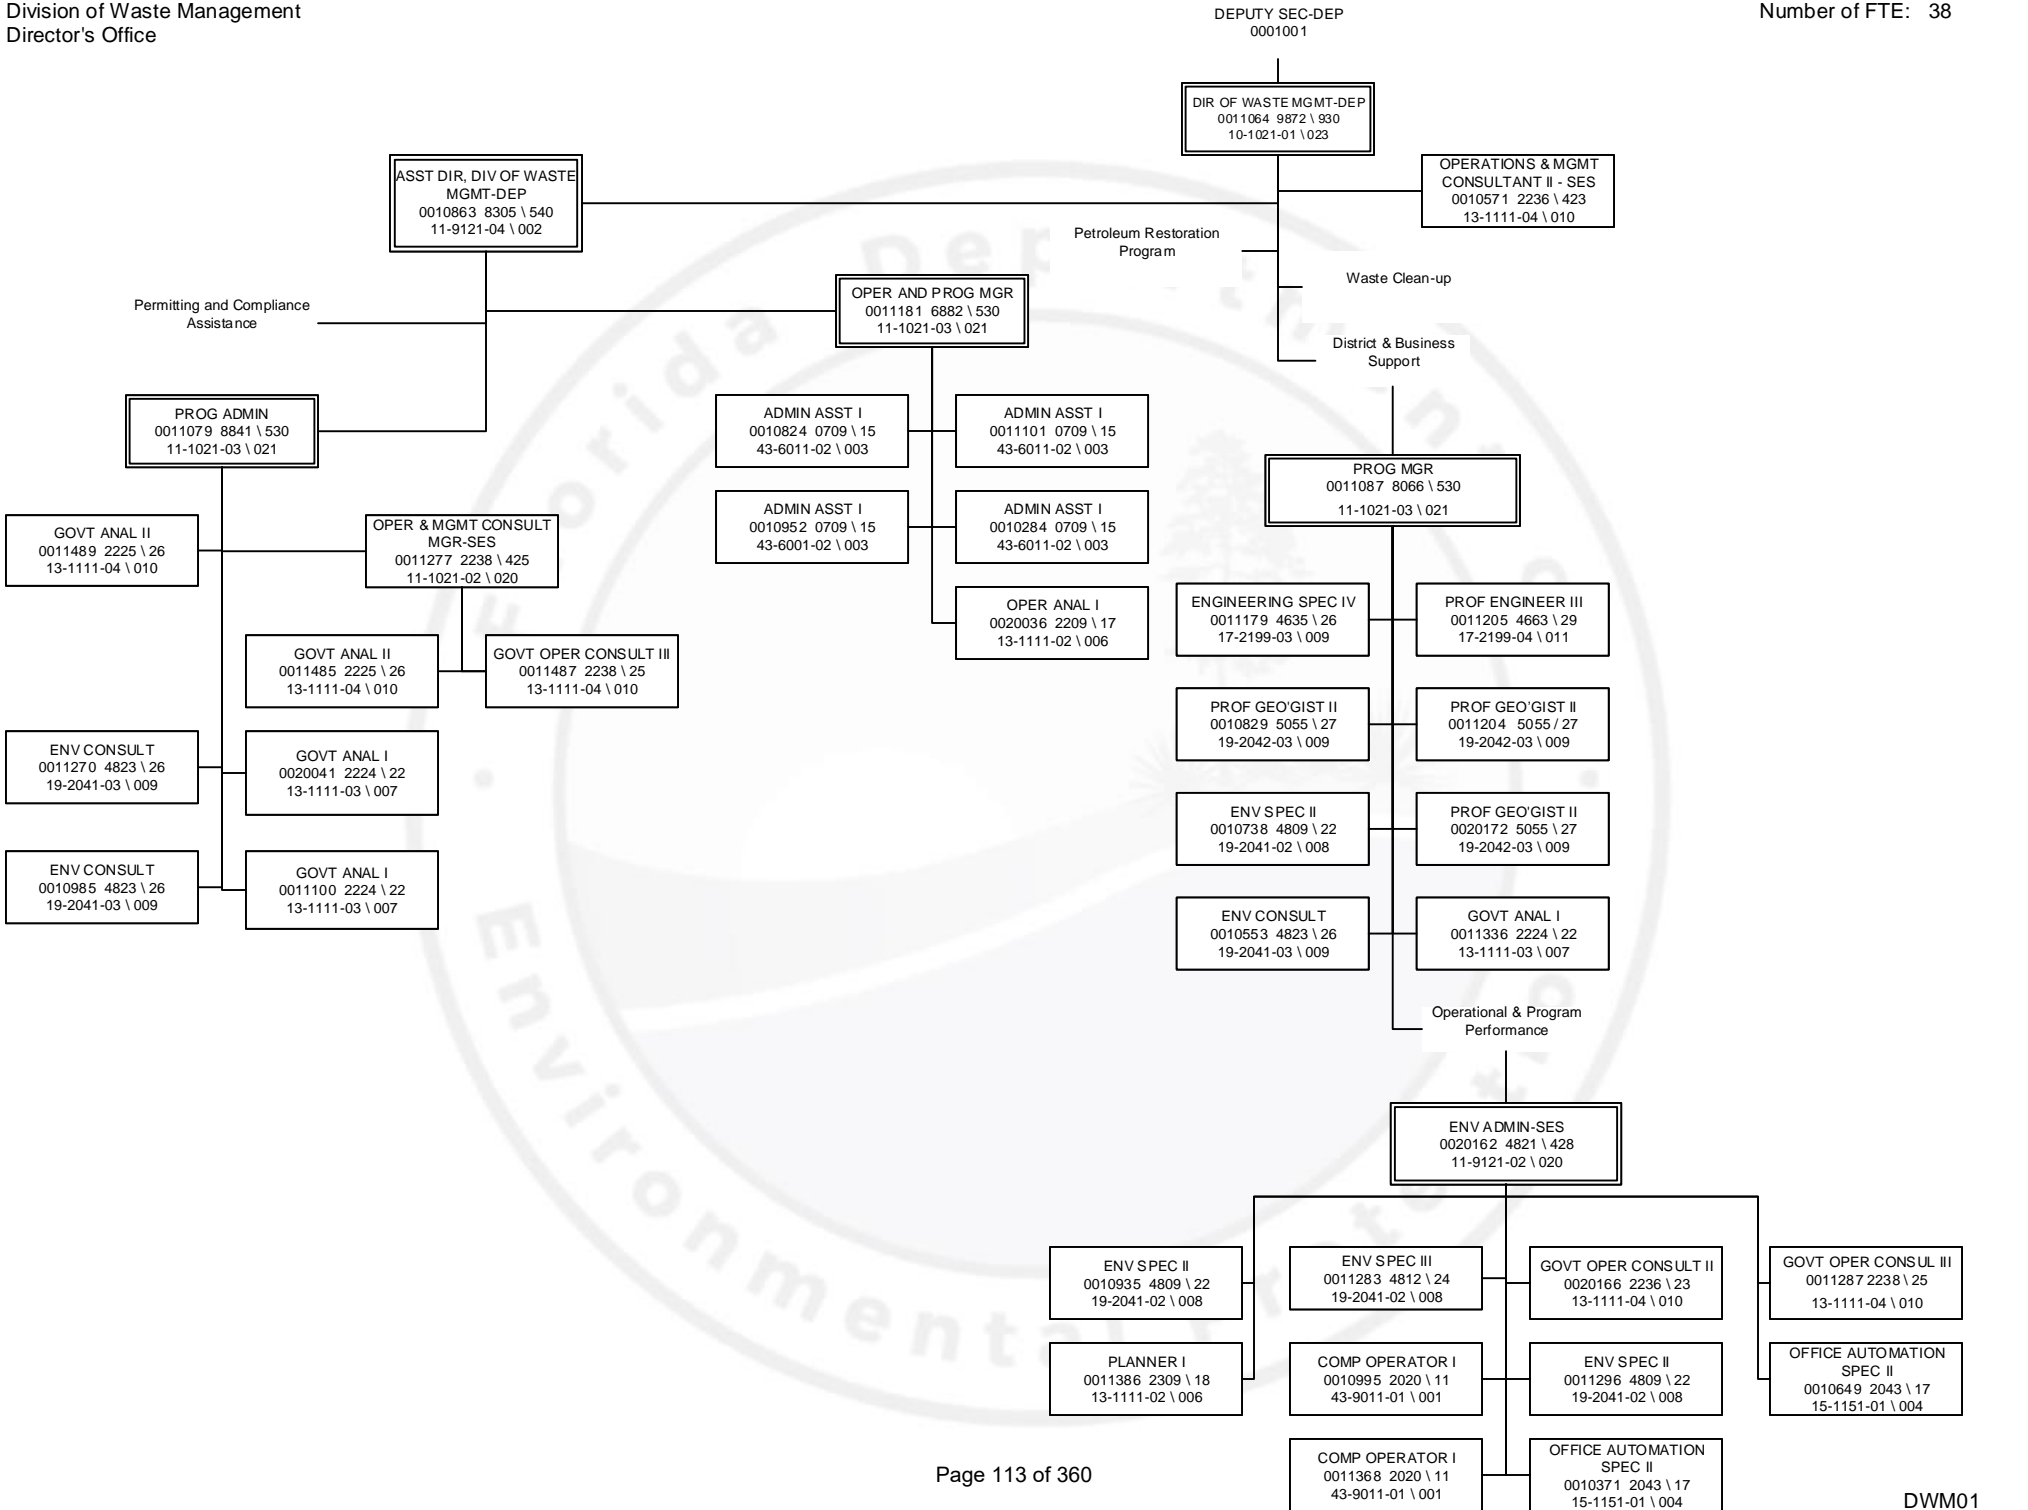 Division of Waste Management
Director's Office
Number of FTE: 38
DEPUTY SEC-DEP
0001001
DIR OF WASTE MGMT-DEP
0011064 9872 \ 930
10-1021-01 \ 023
ASST DIR, DIV OF WASTE
MGMT-DEP
0010863 8305 \ 540
11-9121-04 \ 002
OPERATIONS & MGMT
CONSULTANT II - SES
0010571 2236 \ 423
13-1111-04 \ 010
Petroleum Restoration
Program
Waste Clean-up
District & Business
Support
Permitting and Compliance
Assistance
OPER AND PROG MGR
0011181 6882 \ 530
11-1021-03 \ 021
PROG ADMIN
0011079 8841 \ 530
11-1021-03 \ 021
ADMIN ASST I
0010824 0709 \ 15
43-6011-02 \ 003
ADMIN ASST I
0011101 0709 \ 15
43-6011-02 \ 003
ADMIN ASST I
0010952 0709 \ 15
43-6001-02 \ 003
ADMIN ASST I
0010284 0709 \ 15
43-6011-02 \ 003
OPER ANAL I
0020036 2209 \ 17
13-1111-02 \ 006
GOVT ANAL II
0011489 2225 \ 26
13-1111-04 \ 010
OPER & MGMT CONSULT
MGR-SES
0011277 2238 \ 425
11-1021-02 \ 020
GOVT ANAL II
0011485 2225 \ 26
13-1111-04 \ 010
GOVT OPER CONSULT III
0011487 2238 \ 25
13-1111-04 \ 010
ENV CONSULT
0011270 4823 \ 26
19-2041-03 \ 009
GOVT ANAL I
0020041 2224 \ 22
13-1111-03 \ 007
ENV CONSULT
0010985 4823 \ 26
19-2041-03 \ 009
GOVT ANAL I
0011100 2224 \ 22
13-1111-03 \ 007
PROG MGR
0011087 8066 \ 530
11-1021-03 \ 021
ENGINEERING SPEC IV
0011179 4635 \ 26
17-2199-03 \ 009
PROF ENGINEER III
0011205 4663 \ 29
17-2199-04 \ 011
PROF GEO'GIST II
0010829 5055 \ 27
19-2042-03 \ 009
PROF GEO'GIST II
0011204 5055 / 27
19-2042-03 \ 009
ENV SPEC II
0010738 4809 \ 22
19-2041-02 \ 008
PROF GEO'GIST II
0020172 5055 \ 27
19-2042-03 \ 009
ENV CONSULT
0010553 4823 \ 26
19-2041-03 \ 009
GOVT ANAL I
0011336 2224 \ 22
13-1111-03 \ 007
Operational & Program
Performance
ENV ADMIN-SES
0020162 4821 \ 428
11-9121-02 \ 020
ENV SPEC II
0010935 4809 \ 22
19-2041-02 \ 008
ENV SPEC III
0011283 4812 \ 24
19-2041-02 \ 008
GOVT OPER CONSULT II
0020166 2236 \ 23
13-1111-04 \ 010
GOVT OPER CONSUL III
0011287 2238 \ 25
13-1111-04 \ 010
PLANNER I
0011386 2309 \ 18
13-1111-02 \ 006
COMP OPERATOR I
0010995 2020 \ 11
43-9011-01 \ 001
ENV SPEC II
0011296 4809 \ 22
19-2041-02 \ 008
OFFICE AUTOMATION
SPEC II
0010649 2043 \ 17
15-1151-01 \ 004
COMP OPERATOR I
0011368 2020 \ 11
43-9011-01 \ 001
OFFICE AUTOMATION
SPEC II
0010371 2043 \ 17
15-1151-01 \ 004
Page 113 of 360
DWM01